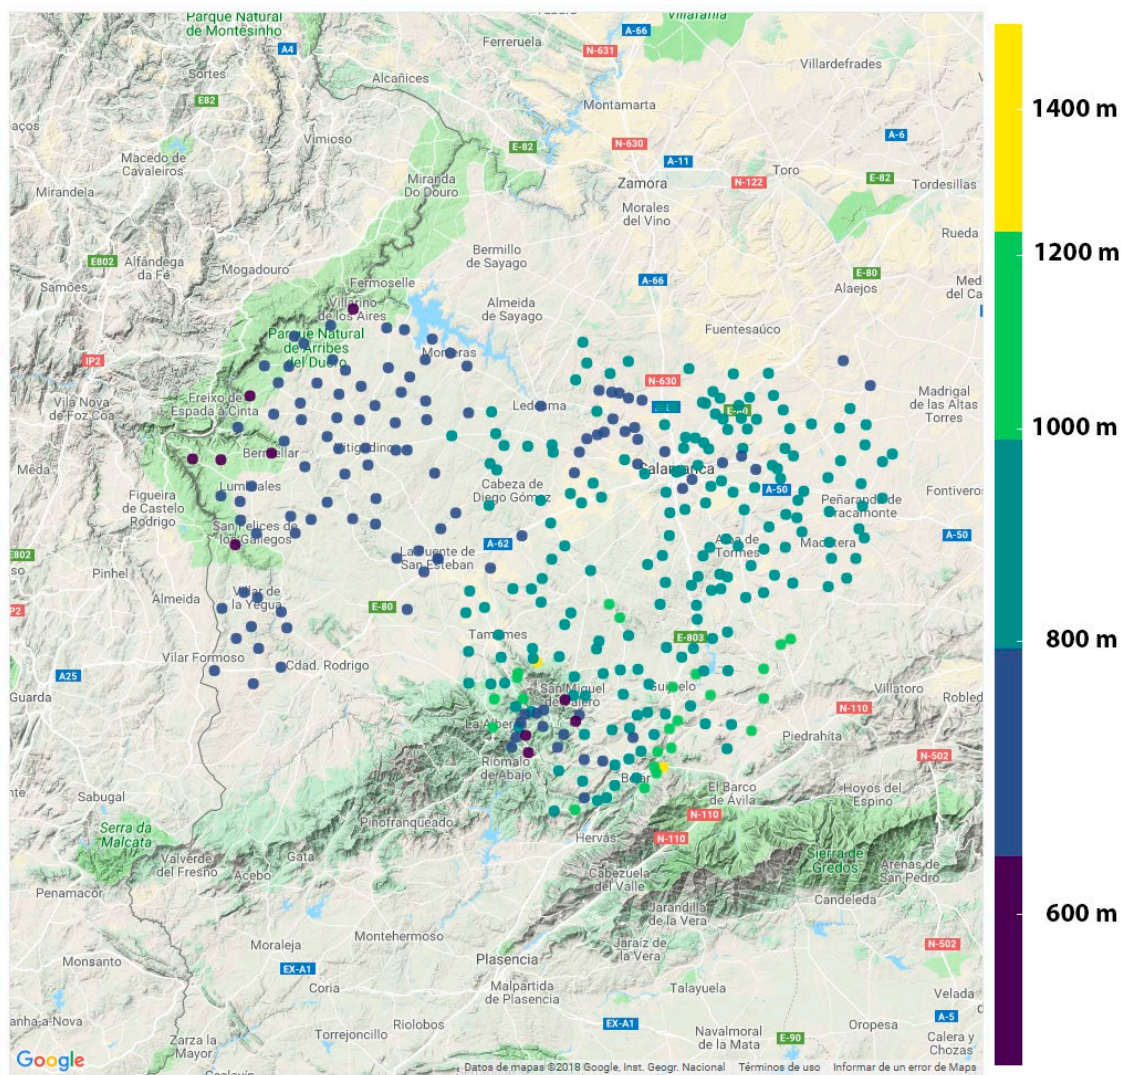 Parque Natural
de Montesinho
A-66
Villafáfila
A4
Ferreruela
N-631
Villardefrades
Sortes
Alcañices
E82
Montamarta
Vimioso
E-82
N-630
A-6
Macedo de
Cavaleiros
A-11
Toro
Mirandela
Miranda
Do Douro
Zamora
N-122
E-82
Tordesillas
Morales
del Vino
Rueda
E802
Alfândega
da Fé
Mogadouro
Bermillo
de Sayago
A-66
E-80
Alaejos
Samões
Fermoselle
Villarino
de los Aires
Almeida
de Sayago
Fuentesaúco
Parque Natural
de Arribes
del Duero
Monleras
IP2
Vila Nova
de Foz Coa
Freixo de
Espada à Cinta
Ledesma
N-630
E-80
Madrigal
de las Altas
Torres
Mêda
Vitigudino
Salamanca
Lumbrales
Cabeza de
Diego Gómez
A-50
Peñaranda de
Bracamonte
Fontiveros
Figueira
de Castelo
Rodrigo
San Felices de
los Gallegos
La Fuente de
San Esteban
A-62
Alba de
Tormes
Macotera
A-50
E802
Pinhel
Almeida
Villar de
la Yegua
E-80
IP2
Tamames
E-803
Vilar Formoso
Cdad. Rodrigo
A25
Guarda
San Miguel
de Valero
Guijuelo
Villatoro
La Alberca
N-110
Piedrahíta
N-502
Riomalo
de Abajo
Béjar
El Barco
de Ávila
Hoyos del
Espino
Sabugal
Pinofranqueado
N-110
Hervás
N-110
Serra da
Malcata
Valverde
del Fresno
Gata
Acebo
Cabezuela
del Valle
Sierra de
Gredos
Arenas de
San Pedro
Penamacor
Jarandilla
de la Vera
Candeleda
Moraleja
Montehermoso
Jaraíz de
la Vera
N-502
Monsanto
EX-A1
Plasencia
Coria
Malpartida
de Plasencia
Talayuela
Velada
A-5
Torrejoncillo
Riolobos
EX-A1
Navalmoral
de la Mata
E-90
Oropesa
Calera y
Chozas
Zarza la
Mayor
Google
Datos de mapas ©2018 Google, Inst. Geogr. Nacional
Términos de uso
Informar de un error de Maps
1400 m
1200 m
1000 m
800 m
600 m